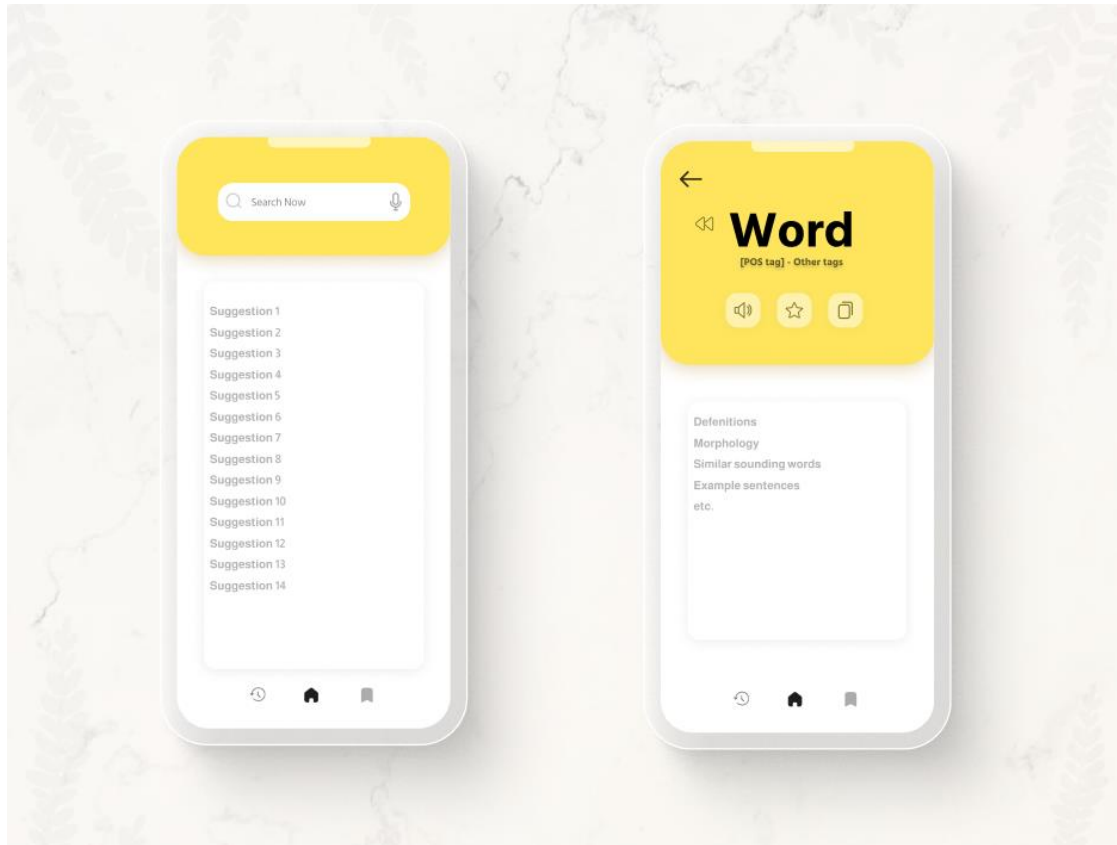 Search Now
Suggestion 1
Suggestion 2
Suggestion 3
Suggestion 4
Suggestion 5
Suggestion 6
Suggestion 7
Suggestion 8
Suggestion 9
Suggestion 10
Suggestion 11
Suggestion 12
Suggestion 13
Suggestion 14
Word
[POS tag] - Other tags
Defenitions
Morphology
Similar sounding words
Example sentences
etc.